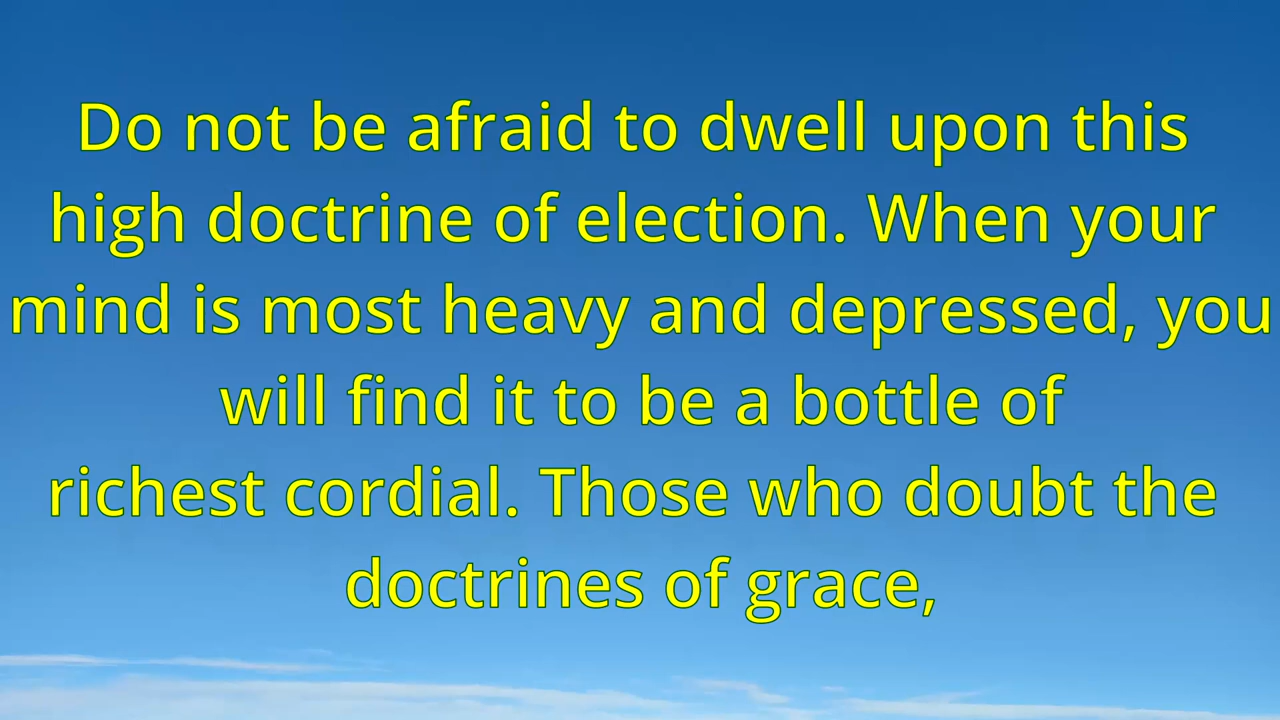 Do not be afraid to dwell upon this
high doctrine of election. When your
mind is most heavy and depressed, you
will find it to be a bottle of
richest cordial. Those who doubt the
doctrines of grace,